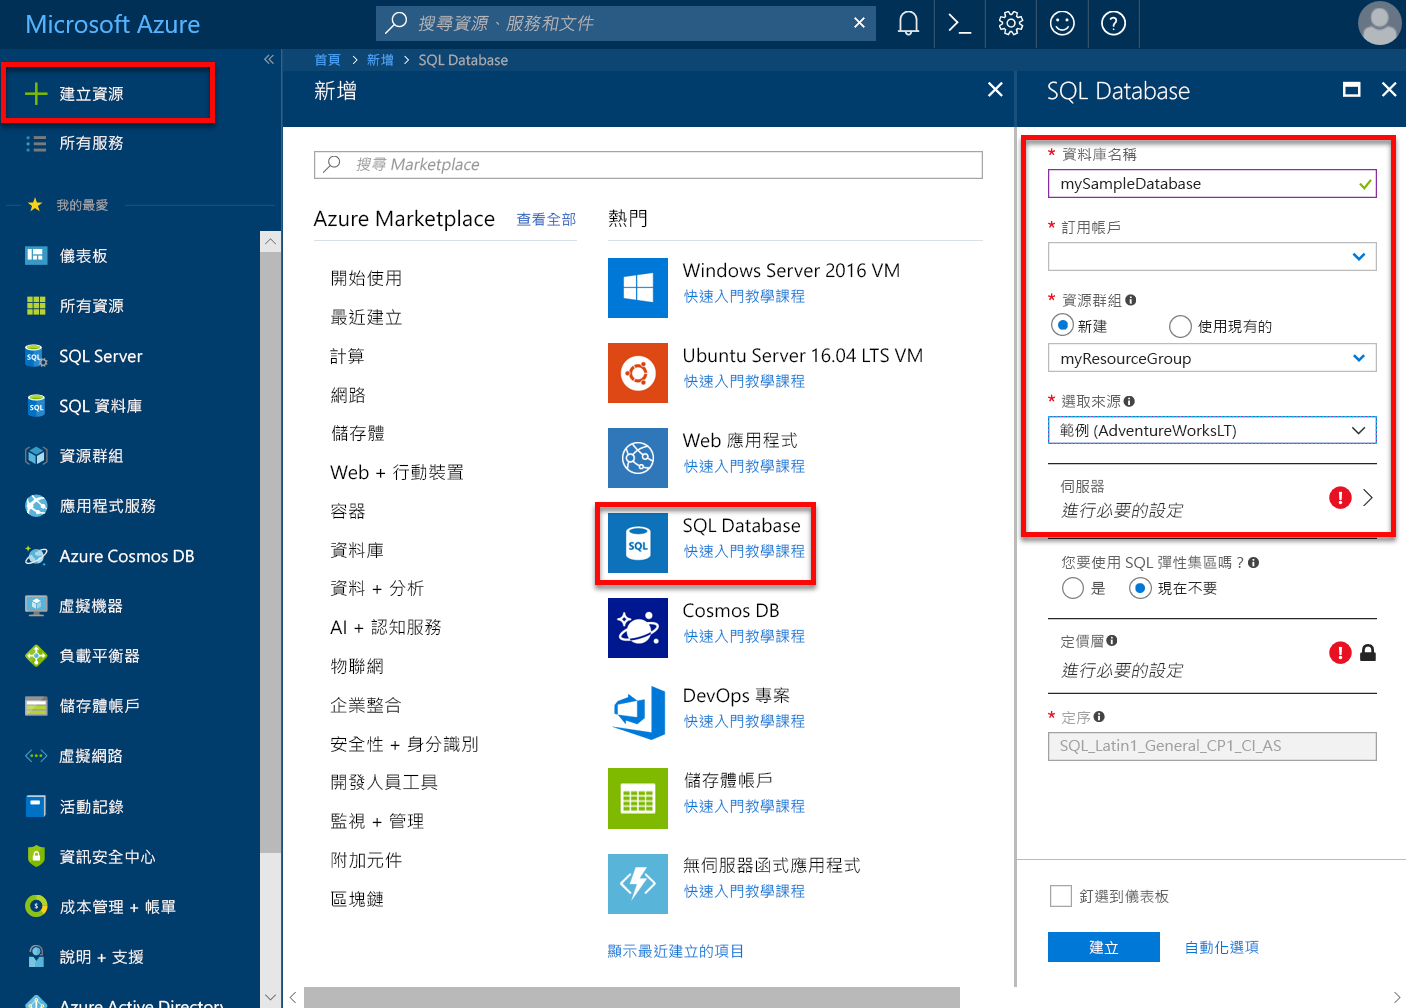 Microsoft Azure
搜尋資源、服務和文件
建立資源
所有服務
我的最愛
儀表板
所有資源
SQL Server
SQL 資料庫
資源群組
應用程式服務
Azure Cosmos DB
虛擬機器
負載平衡器
儲存體帳戶
虛擬網路
活動記錄
資訊安全中心
成本管理 + 帳單
說明 + 支援
Azure Active Directory
首頁 > 新增 > SQL Database
新增
搜尋 Marketplace
Azure Marketplace 查看全部
開始使用
最近建立
計算
網路
儲存體
Web + 行動裝置
容器
資料庫
資料 + 分析
AI + 認知服務
物聯網
企業整合
安全性 + 身分識別
開發人員工具
監視 + 管理
附加元件
區塊鏈
熱門
Windows Server 2016 VM
快速入門教學課程
Ubuntu Server 16.04 LTS VM
快速入門教學課程
Web 應用程式
快速入門教學課程
SQL
SQL Database
快速入門教學課程
Cosmos DB
快速入門教學課程
DevOps 專案
快速入門教學課程
儲存體帳戶
快速入門教學課程
無伺服器函式應用程式
快速入門教學課程
顯示最近建立的項目
SQL Database
* 資料庫名稱
mySampleDatabase
* 訂用帳戶
* 資源群組
新建 使用現有的
myResourceGroup
* 選取來源
範例 (AdventureWorksLT)
伺服器
進行必要的設定
您要使用 SQL 彈性集區嗎？
是 現在不要
定價層
進行必要的設定
* 定序
SQL_Latin1_General_CP1_CI_AS
釘選到儀表板
建立 自動化選項